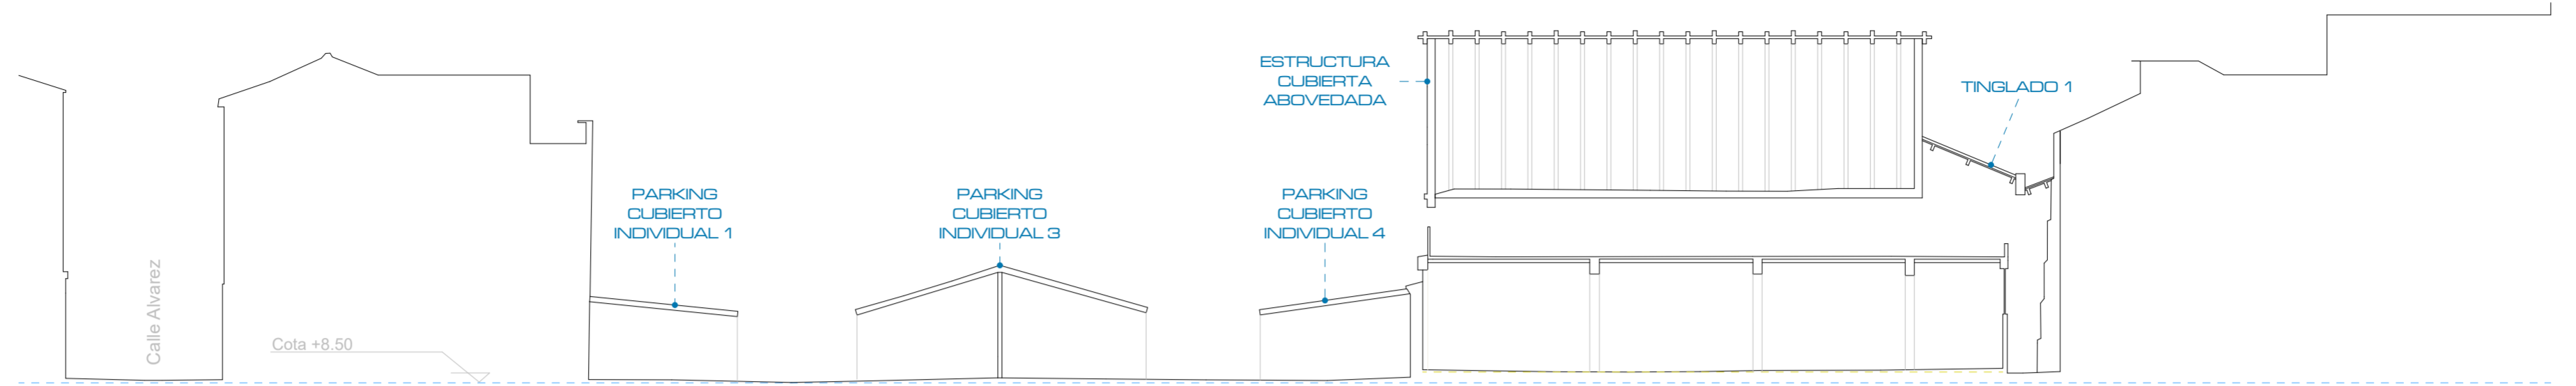 Calle Alvarez
Cota +8.50
PARKING
CUBIERTO
INDIVIDUAL 1
PARKING
CUBIERTO
INDIVIDUAL 3
PARKING
CUBIERTO
INDIVIDUAL 4
ESTRUCTURA
CUBIERTA
ABOVEDADA
TINGLADO 1